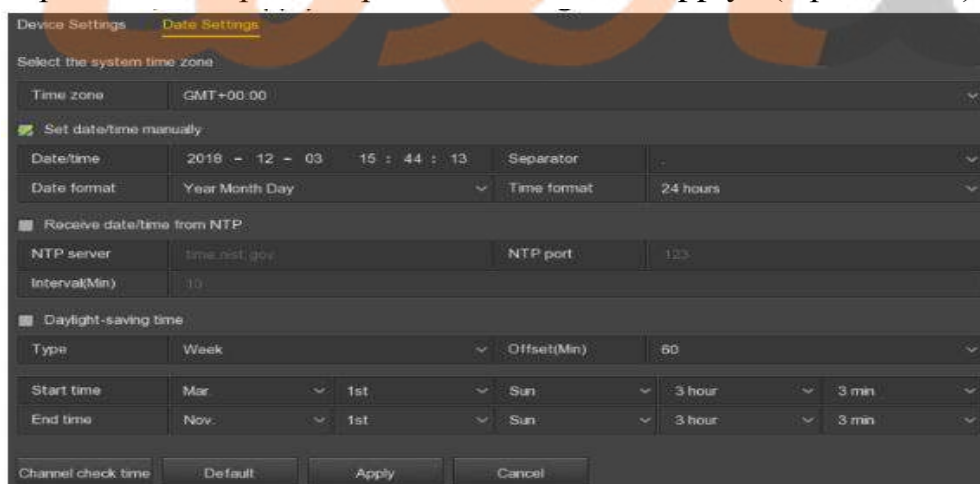 Device Settings Date Settings
Select the system time zone
Time zone GMT+00:00
Set date/time manually
Date/time 2018 - 12 - 03 15 : 44 : 13 Separator .
Date format Year Month Day Time format 24 hours
Receive date/time from NTP
NTP server time.nist.gov NTP port 123
Interval(Min) 10
Daylight-saving time
Type Week Offset(Min) 60
Start time Mar. 1st Sun 3 hour 3 min
End time Nov. 1st Sun 3 hour 3 min
Channel check time Default Apply Cancel